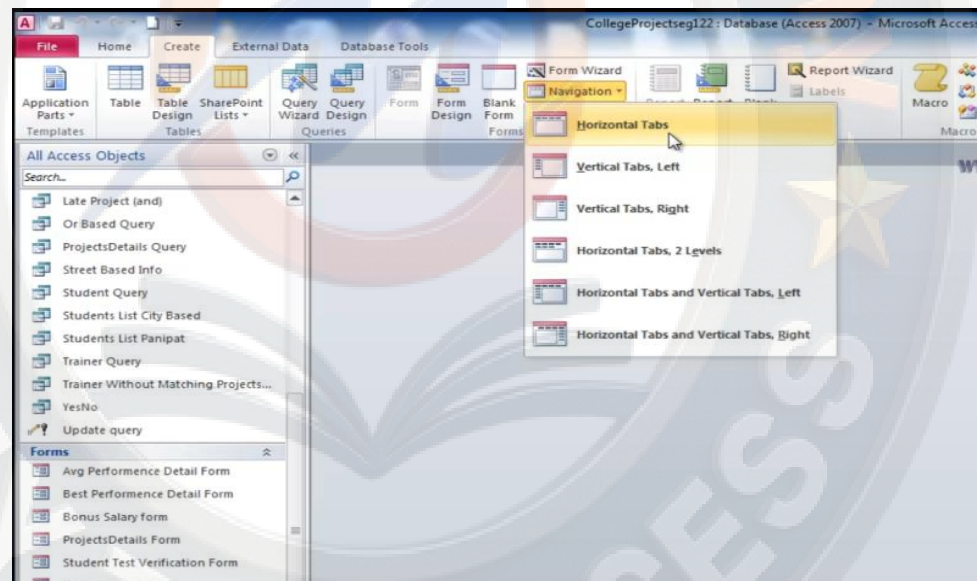 A
CollegeProjectseg122 : Database (Access 2007) - Microsoft Access
File Home Create External Data Database Tools
Application Parts
Table
Table Design
SharePoint Lists
Query Wizard
Query Design
Form
Form Design
Blank Form
Form Wizard
Navigation
Report Wizard
Labels
Macro
Templates Tables Queries Forms Macro
Horizontal Tabs
Vertical Tabs, Left
Vertical Tabs, Right
Horizontal Tabs, 2 Levels
Horizontal Tabs and Vertical Tabs, Left
Horizontal Tabs and Vertical Tabs, Right
All Access Objects
Search...
Late Project (and)
Or Based Query
ProjectsDetails Query
Street Based Info
Student Query
Students List City Based
Students List Panipat
Trainer Query
Trainer Without Matching Projects...
YesNo
Update query
Forms
Avg Performence Detail Form
Best Performence Detail Form
Bonus Salary form
ProjectsDetails Form
Student Test Verification Form
ESS